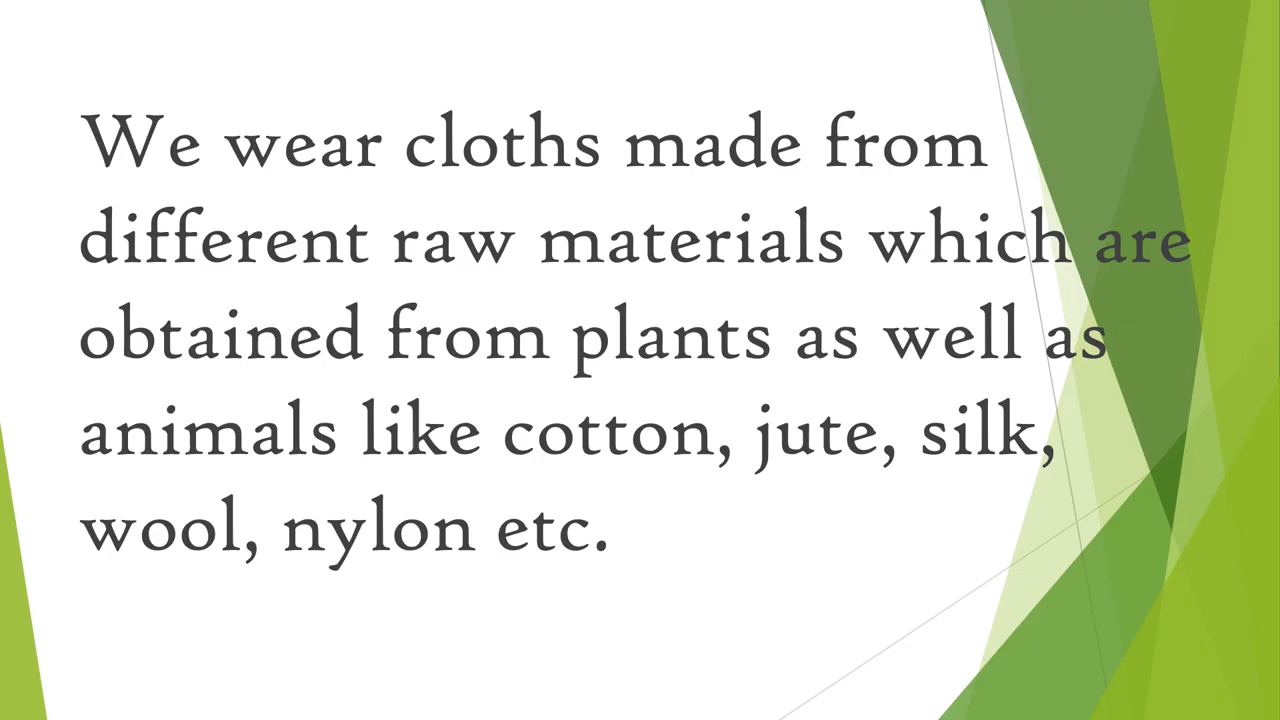 We wear cloths made from
different raw materials which are
obtained from plants as well as
animals like cotton, jute, silk,
wool, nylon etc.